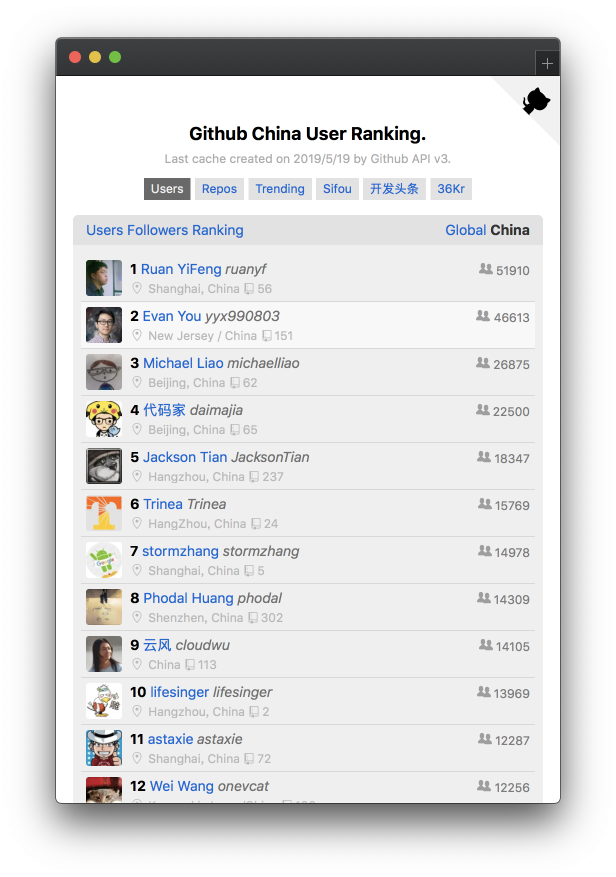 Github China User Ranking.
Last cache created on 2019/5/19 by Github API v3.
Users Repos Trending Sifou 开发头条 36Kr
Users Followers Ranking Global China
1 Ruan YiFeng ruanyf 51910
Shanghai, China 56
2 Evan You yyx990803 46613
New Jersey / China 151
3 Michael Liao michaelliao 26875
Beijing, China 62
4 代码家 daimajia 22500
Beijing, China 65
5 Jackson Tian JacksonTian 18347
Hangzhou, China 237
6 Trinea Trinea 15769
HangZhou, China 24
7 stormzhang stormzhang 14978
Shanghai, China 5
8 Phodal Huang phodal 14309
Shenzhen, China 302
9 云风 cloudwu 14105
China 113
10 lifesinger lifesinger 13969
Hangzhou, China 2
11 astaxie astaxie 12287
Shanghai, China 72
12 Wei Wang onevcat 12256